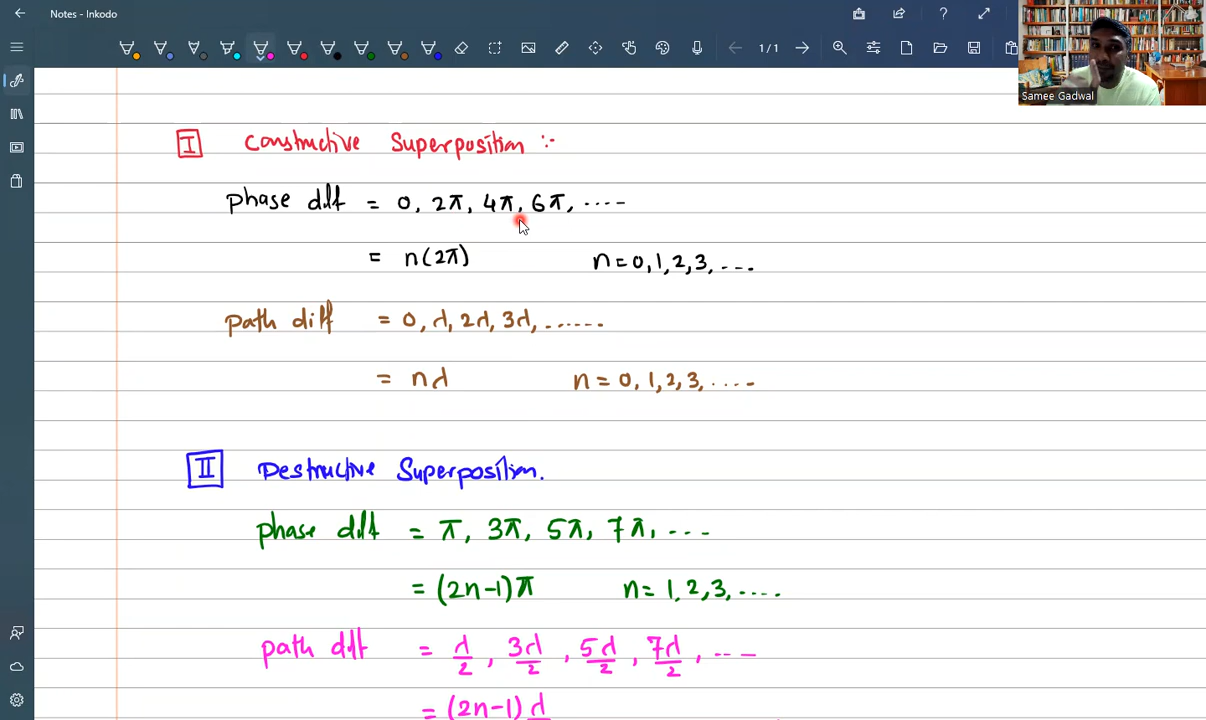 Notes - Inkodo
1/1
Samee Gadwal
I Constructive Superposition :-
phase diff = 0, 2π, 4π, 6π, .....
= n(2π) n = 0, 1, 2, 3, ....
path diff = 0, λ, 2λ, 3λ, ......
= nλ n = 0, 1, 2, 3, ....
II Destructive Superposition.
phase diff = π, 3π, 5π, 7π, ...
= (2n-1)π n = 1, 2, 3, ....
path diff = λ/2, 3λ/2, 5λ/2, 7λ/2, ...
= (2n-1) λ